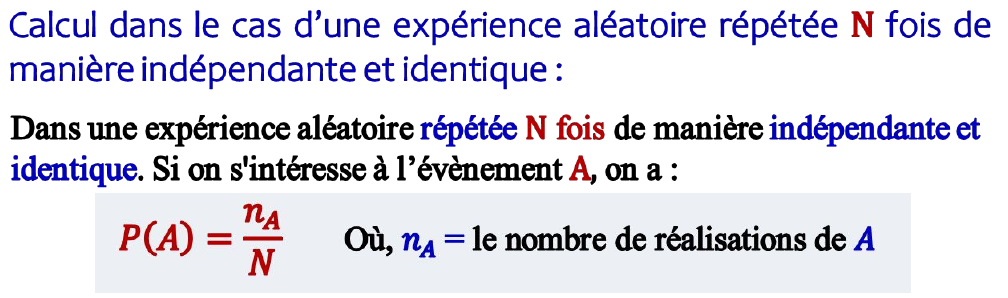 Calcul dans le cas d’une expérience aléatoire répétée N fois de
manière indépendante et identique :
Dans une expérience aléatoire répétée N fois de manière indépendante et
identique. Si on s'intéresse à l’évènement A, on a :
P(A) = n_A / N Où, n_A = le nombre de réalisations de A